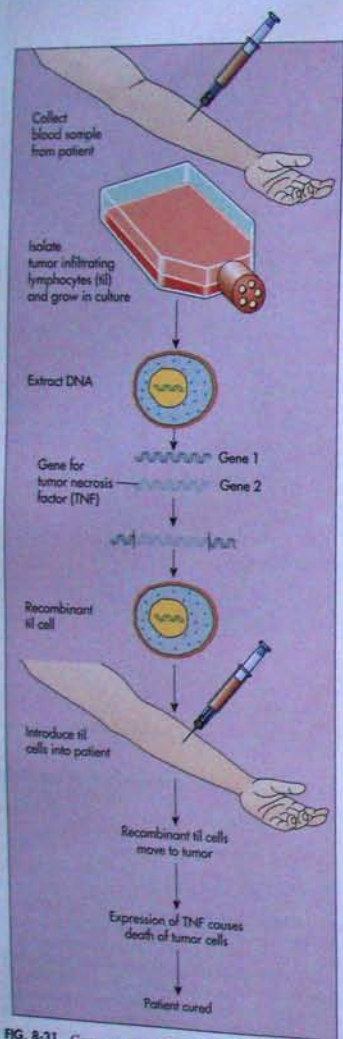 Collect
blood sample
from patient
Isolate
tumor infiltrating
lymphocytes (til)
and grow in culture
Extract DNA
Gene 1
Gene for
tumor necrosis
factor (TNF)
Gene 2
Recombinant
til cell
Introduce til
cells into patient
Recombinant til cells
move to tumor
Expression of TNF causes
death of tumor cells
Patient cured
FIG. 8-31